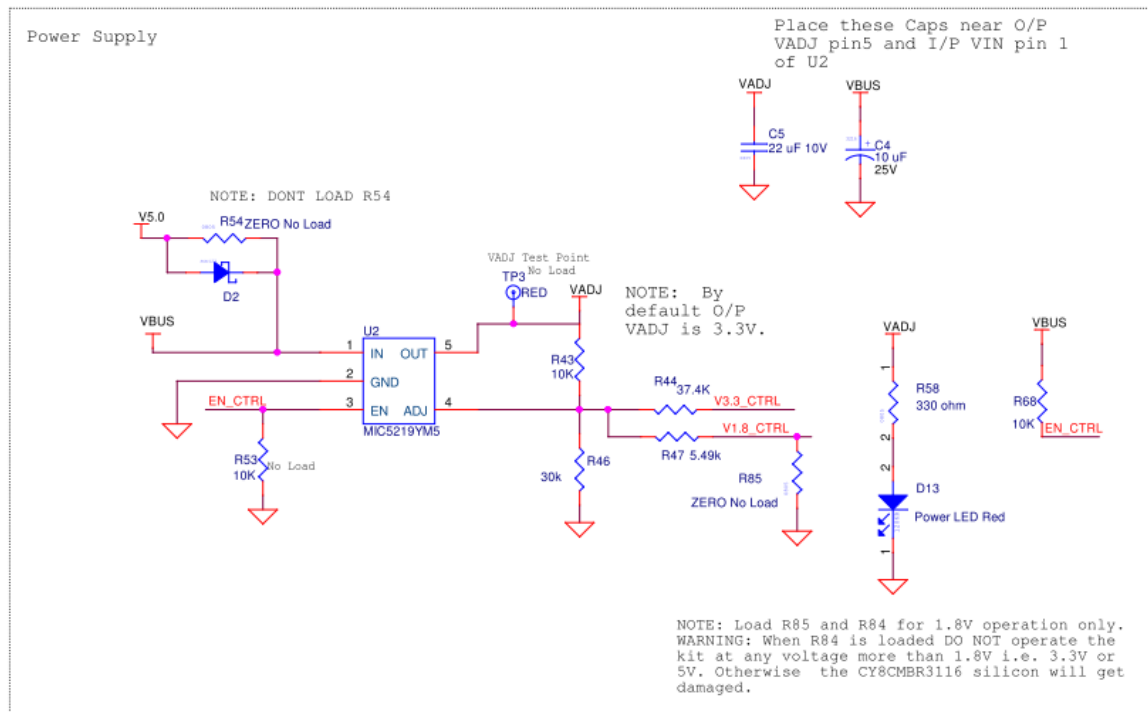 Power Supply
Place these Caps near O/P
VADJ pin5 and I/P VIN pin 1
of U2
VADJ
VBUS
C5
22 uF 10V
+
C4
10 uF
25V
NOTE: DONT LOAD R54
V5.0
R54
ZERO No Load
D2
VADJ Test Point
No Load
TP3
RED
VADJ
NOTE: By
default O/P
VADJ is 3.3V.
VBUS
U2
1
IN
OUT
5
2
GND
EN_CTRL
3
EN
ADJ
4
MIC5219YM5
R43
10K
R44
37.4K
V3.3_CTRL
V1.8_CTRL
R47 5.49k
R46
30k
R53
10K
No Load
R85
ZERO No Load
VADJ
1
R58
330 ohm
2
2
D13
Power LED Red
1
VBUS
R68
10K
EN_CTRL
NOTE: Load R85 and R84 for 1.8V operation only.
WARNING: When R84 is loaded DO NOT operate the
kit at any voltage more than 1.8V i.e. 3.3V or
5V. Otherwise the CY8CMBR3116 silicon will get
damaged.